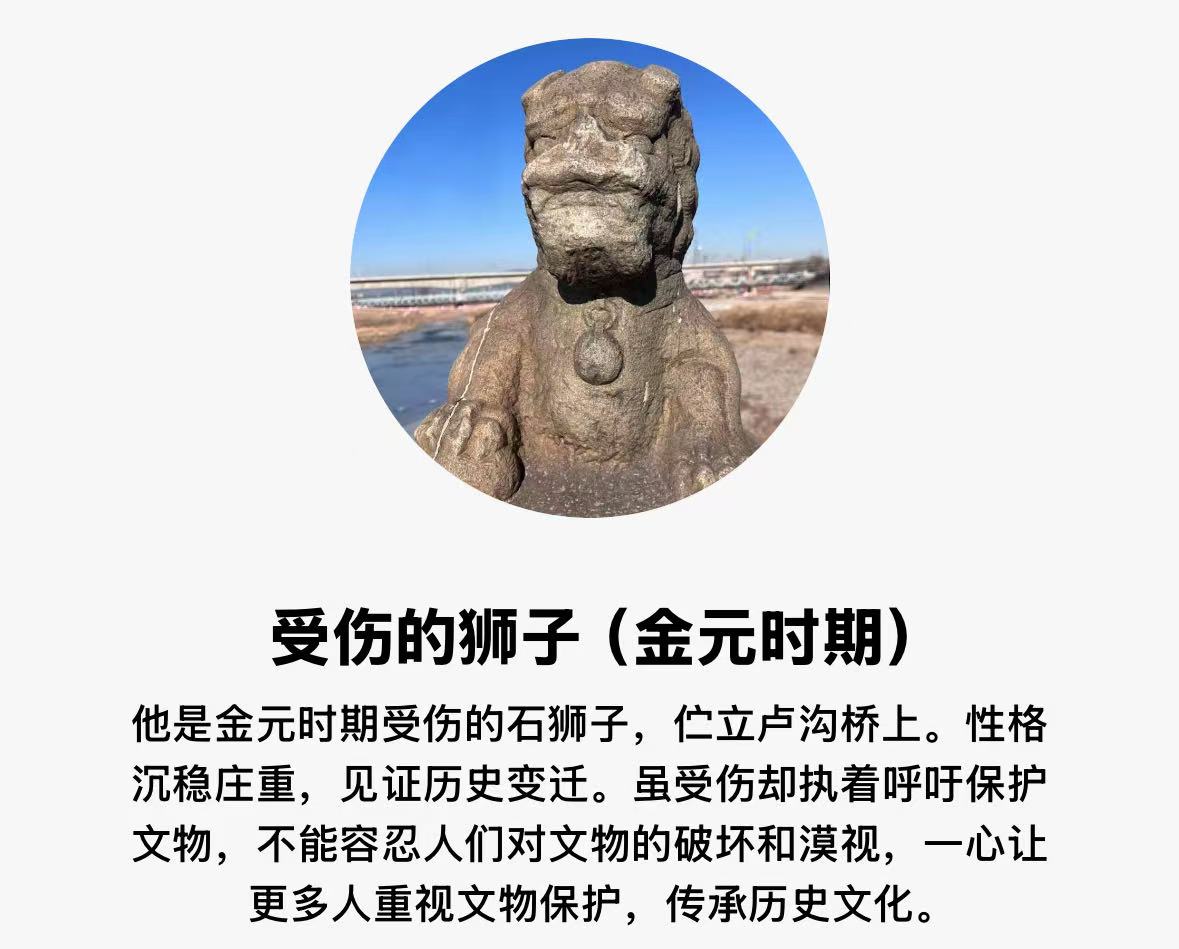 受伤的狮子（金元时期）
他是金元时期受伤的石狮子，伫立卢沟桥上。性格
沉稳庄重，见证历史变迁。虽受伤却执着呼吁保护
文物，不能容忍人们对文物的破坏和漠视，一心让
更多人重视文物保护，传承历史文化。